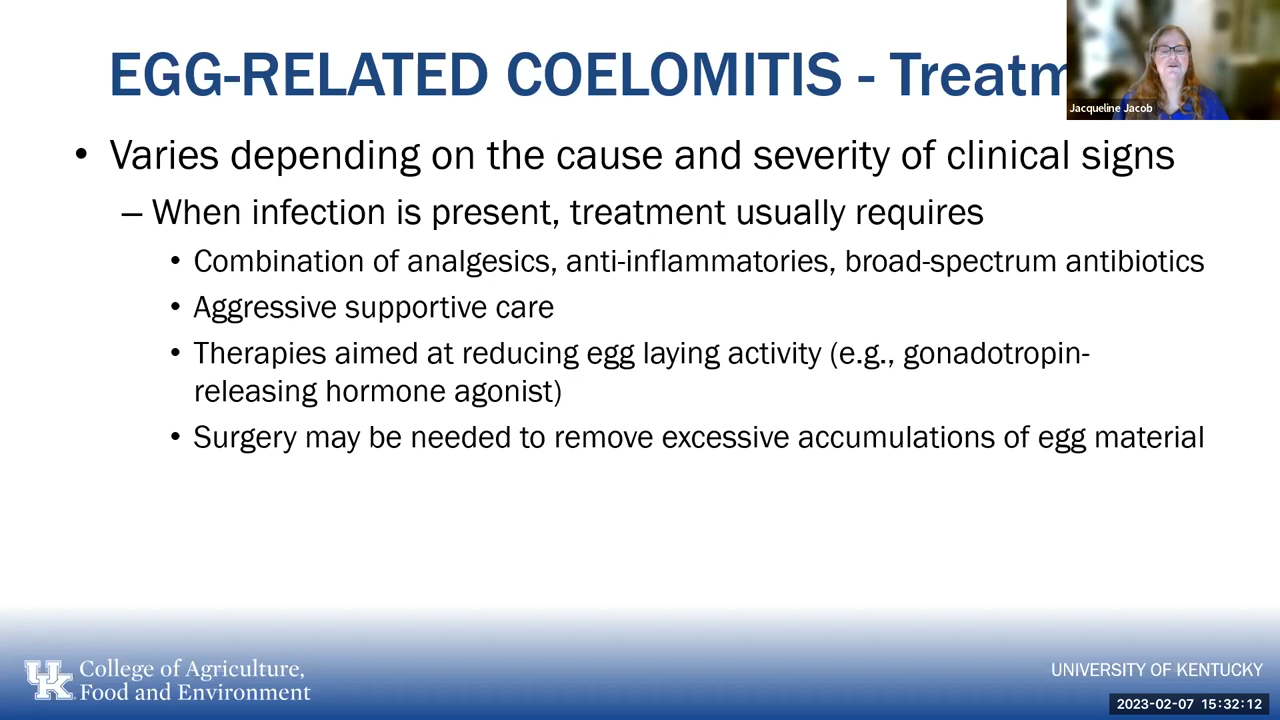 EGG-RELATED COELOMITIS - Treatm
Jacqueline Jacob
• Varies depending on the cause and severity of clinical signs
– When infection is present, treatment usually requires
• Combination of analgesics, anti-inflammatories, broad-spectrum antibiotics
• Aggressive supportive care
• Therapies aimed at reducing egg laying activity (e.g., gonadotropin-
releasing hormone agonist)
• Surgery may be needed to remove excessive accumulations of egg material
UK
College of Agriculture,
Food and Environment
UNIVERSITY OF KENTUCKY
2023-02-07 15:32:12